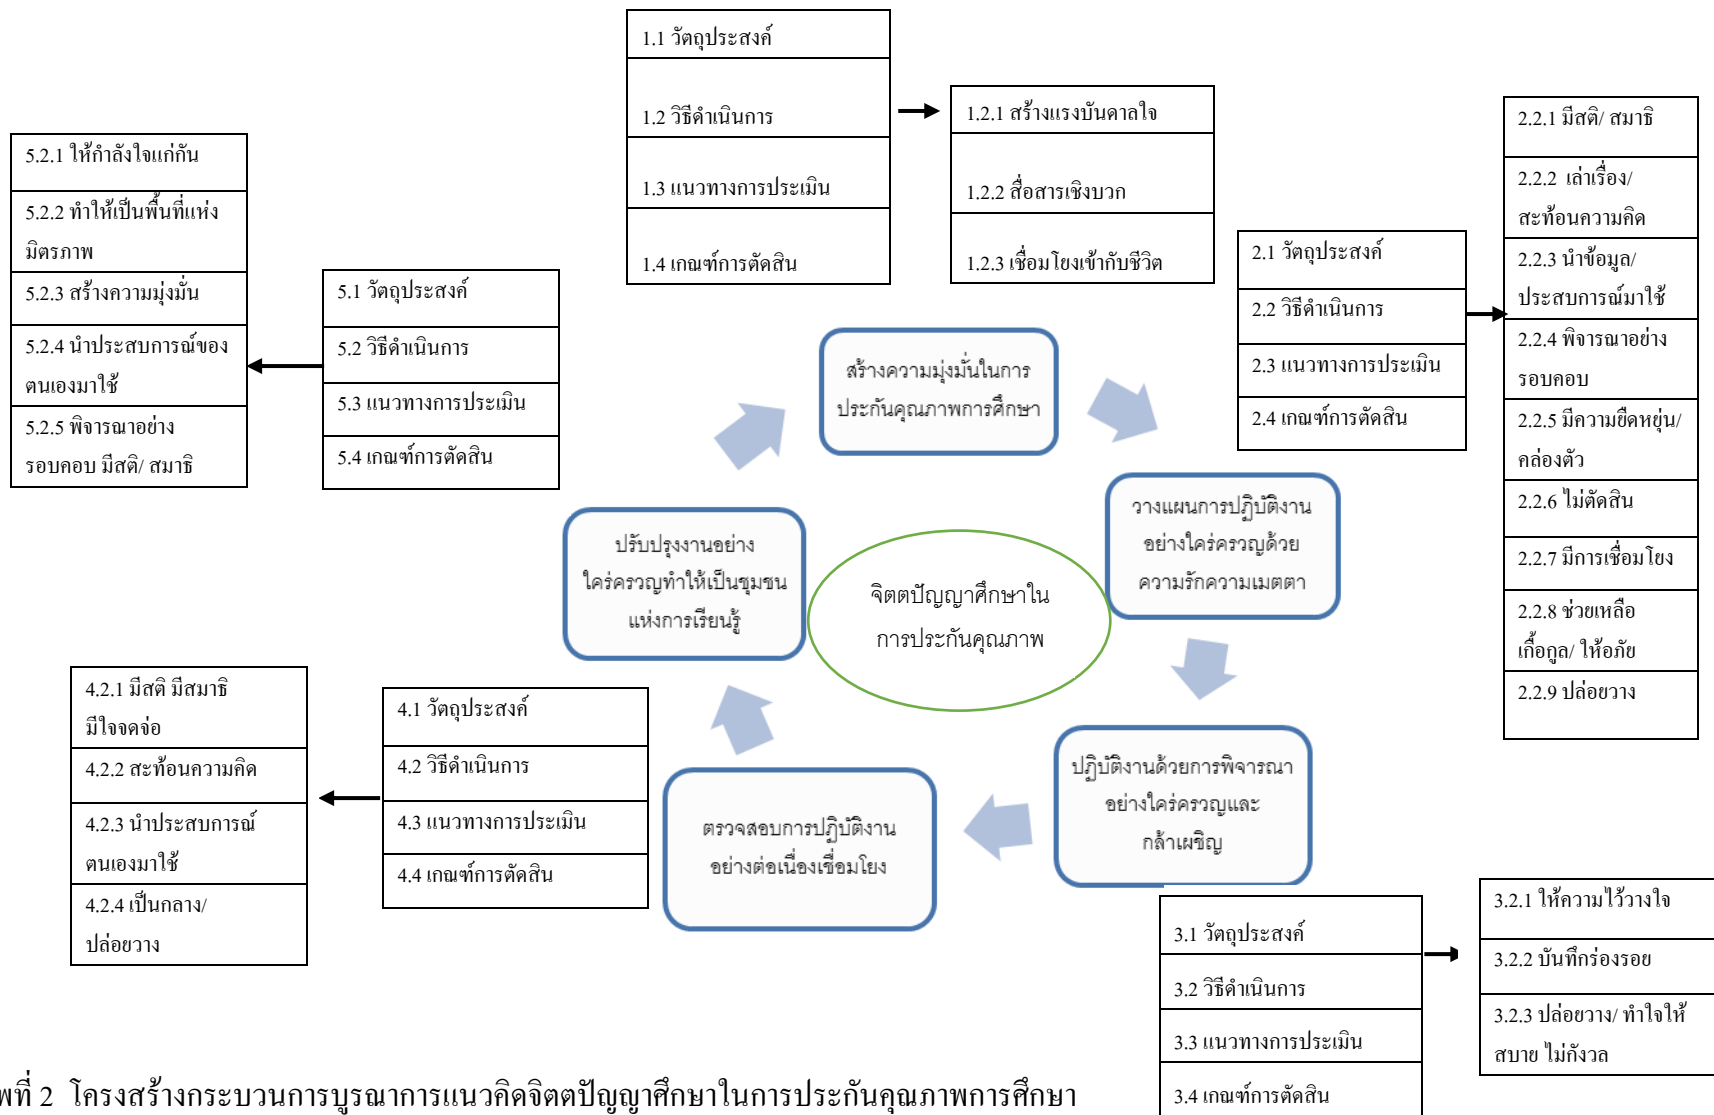 1.1 วัตถุประสงค์
1.2 วิธีดำเนินการ
1.3 แนวทางการประเมิน
1.4 เกณฑ์การตัดสิน
1.2.1 สร้างแรงบันดาลใจ
1.2.2 สื่อสารเชิงบวก
1.2.3 เชื่อมโยงเข้ากับชีวิต
2.1 วัตถุประสงค์
2.2 วิธีดำเนินการ
2.3 แนวทางการประเมิน
2.4 เกณฑ์การตัดสิน
2.2.1 มีสติ/ สมาธิ
2.2.2 เล่าเรื่อง/
สะท้อนความคิด
2.2.3 นำข้อมูล/
ประสบการณ์มาใช้
2.2.4 พิจารณาอย่าง
รอบคอบ
2.2.5 มีความยืดหยุ่น/
คล่องตัว
2.2.6 ไม่ตัดสิน
2.2.7 มีการเชื่อมโยง
2.2.8 ช่วยเหลือ
เกื้อกูล/ ให้อภัย
2.2.9 ปล่อยวาง
5.2.1 ให้กำลังใจแก่กัน
5.2.2 ทำให้เป็นพื้นที่แห่ง
มิตรภาพ
5.2.3 สร้างความมุ่งมั่น
5.2.4 นำประสบการณ์ของ
ตนเองมาใช้
5.2.5 พิจารณาอย่าง
รอบคอบ มีสติ/ สมาธิ
5.1 วัตถุประสงค์
5.2 วิธีดำเนินการ
5.3 แนวทางการประเมิน
5.4 เกณฑ์การตัดสิน
สร้างความมุ่งมั่นในการ
ประกันคุณภาพการศึกษา
วางแผนการปฏิบัติงาน
อย่างใคร่ครวญด้วย
ความรักความเมตตา
ปรับปรุงงานอย่าง
ใคร่ครวญทำให้เป็นชุมชน
แห่งการเรียนรู้
จิตตปัญญาศึกษาใน
การประกันคุณภาพ
ปฏิบัติงานด้วยการพิจารณา
อย่างใคร่ครวญและ
กล้าเผชิญ
ตรวจสอบการปฏิบัติงาน
อย่างต่อเนื่องเชื่อมโยง
4.2.1 มีสติ มีสมาธิ
มีใจจดจ่อ
4.2.2 สะท้อนความคิด
4.2.3 นำประสบการณ์
ตนเองมาใช้
4.2.4 เป็นกลาง/
ปล่อยวาง
4.1 วัตถุประสงค์
4.2 วิธีดำเนินการ
4.3 แนวทางการประเมิน
4.4 เกณฑ์การตัดสิน
3.1 วัตถุประสงค์
3.2 วิธีดำเนินการ
3.3 แนวทางการประเมิน
3.4 เกณฑ์การตัดสิน
3.2.1 ให้ความไว้วางใจ
3.2.2 บันทึกร่องรอย
3.2.3 ปล่อยวาง/ ทำใจให้
สบาย ไม่กังวล
พที่ 2 โครงสร้างกระบวนการบูรณาการแนวคิดจิตตปัญญาศึกษาในการประกันคุณภาพการศึกษา